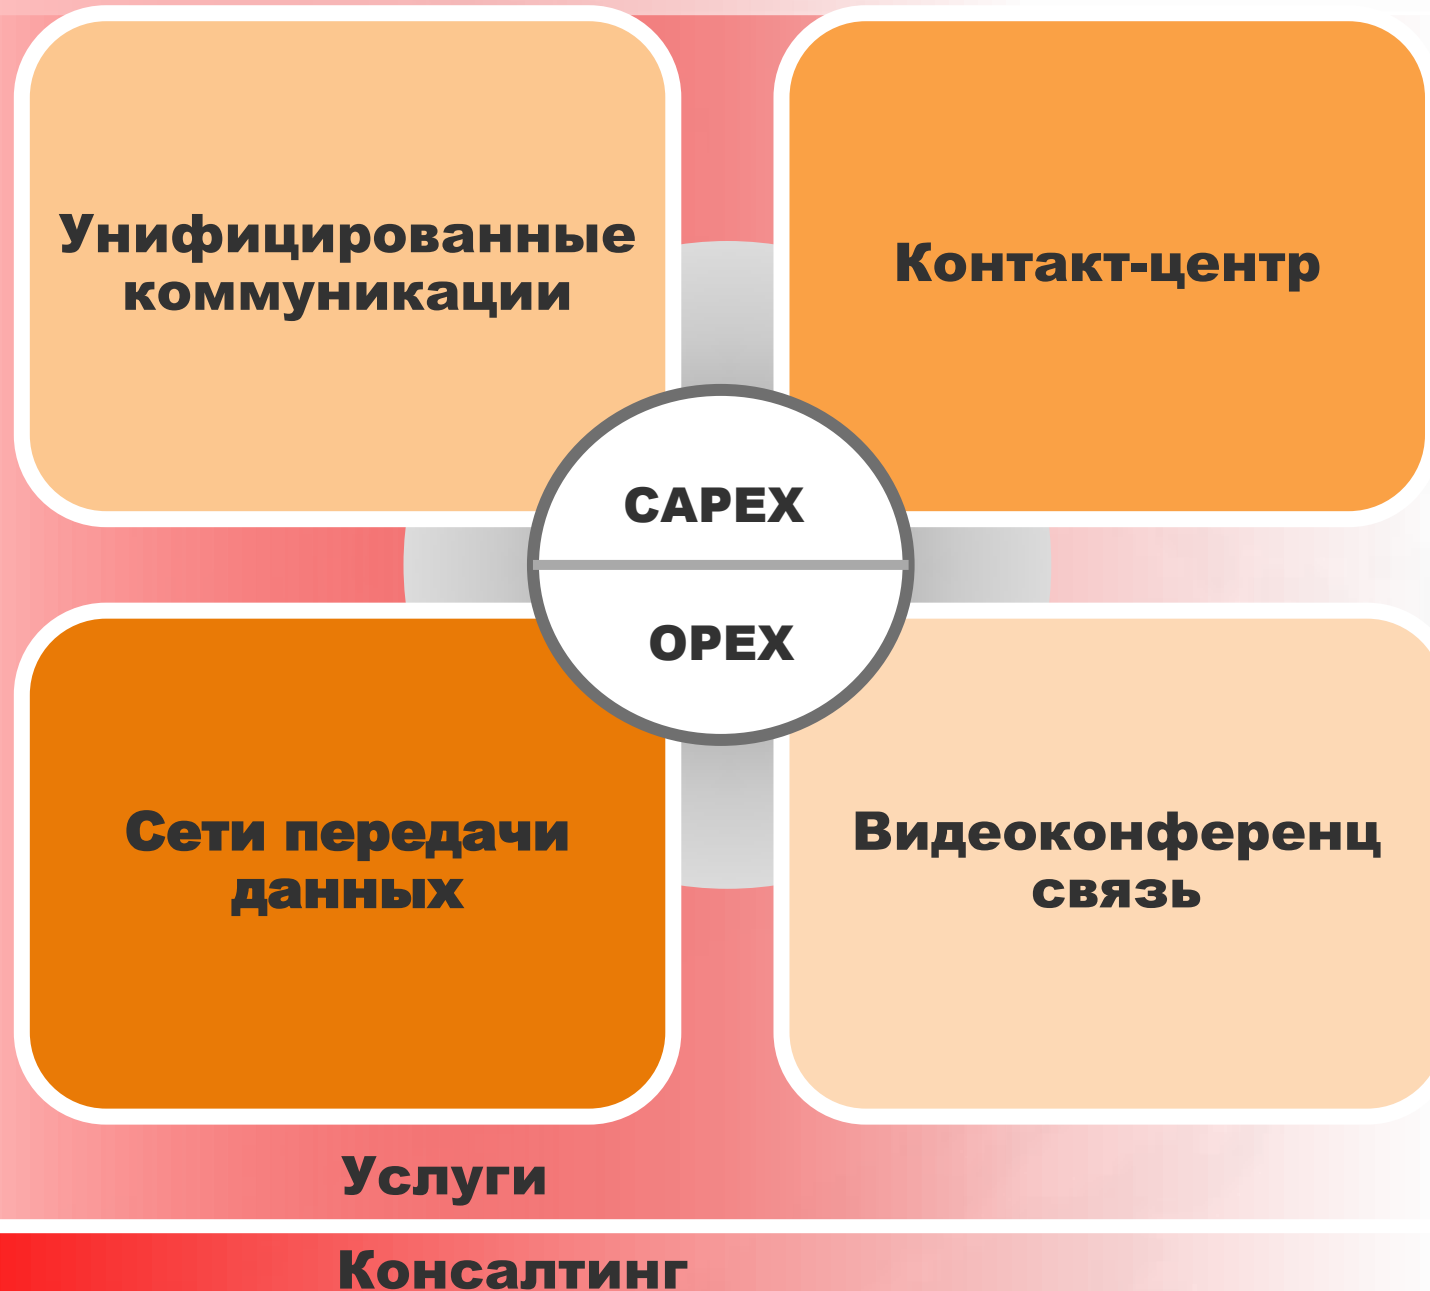 Унифицированные
коммуникации
Контакт-центр
CAPEX
OPEX
Сети передачи
данных
Видеоконференц
связь
Услуги
Консалтинг